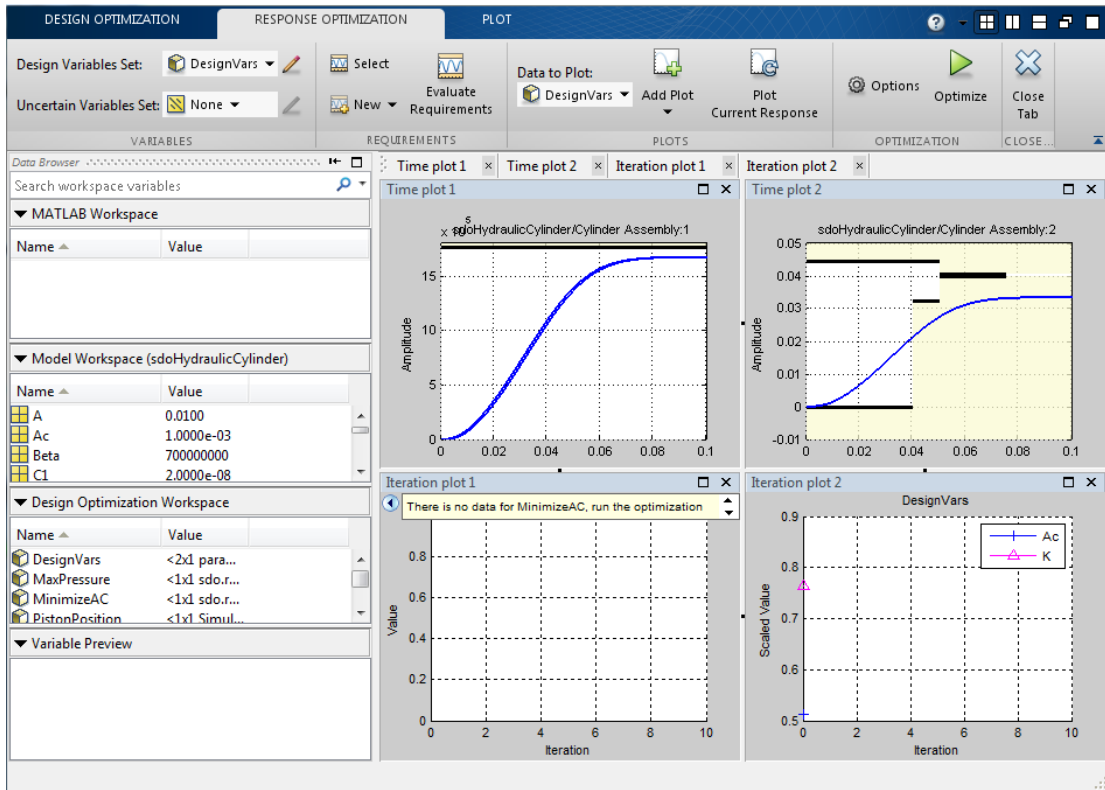 DESIGN OPTIMIZATION RESPONSE OPTIMIZATION PLOT
Design Variables Set: DesignVars
Uncertain Variables Set: None
VARIABLES
Select
New
Evaluate
Requirements
REQUIREMENTS
Data to Plot:
DesignVars
Add Plot
Plot
Current Response
PLOTS
Options
Optimize
OPTIMIZATION
Close
Tab
CLOSE...
Data Browser
Search workspace variables
MATLAB Workspace
Name Value
Model Workspace (sdoHydraulicCylinder)
Name Value
A 0.0100
Ac 1.0000e-03
Beta 700000000
C1 2.0000e-08
Design Optimization Workspace
Name Value
DesignVars <2x1 para...
MaxPressure <1x1 sdo.r...
MinimizeAC <1x1 sdo.r...
PistonPosition <1x1 Simul...
Variable Preview
Time plot 1 Time plot 2 Iteration plot 1 Iteration plot 2
Time plot 1
sdoHydraulicCylinder/Cylinder Assembly:1
x 10 5
15
10
5
0
Amplitude
0 0.02 0.04 0.06 0.08 0.1
Time plot 2
sdoHydraulicCylinder/Cylinder Assembly:2
0.05
0.04
0.03
0.02
0.01
0
-0.01
Amplitude
0 0.02 0.04 0.06 0.08 0.1
Iteration plot 1
There is no data for MinimizeAC, run the optimization
0.8
0.6
0.4
0.2
0
Value
0 2 4 6 8 10
Iteration
Iteration plot 2
DesignVars
0.9
0.8
0.7
0.6
0.5
Scaled Value
Ac
K
0 2 4 6 8 10
Iteration